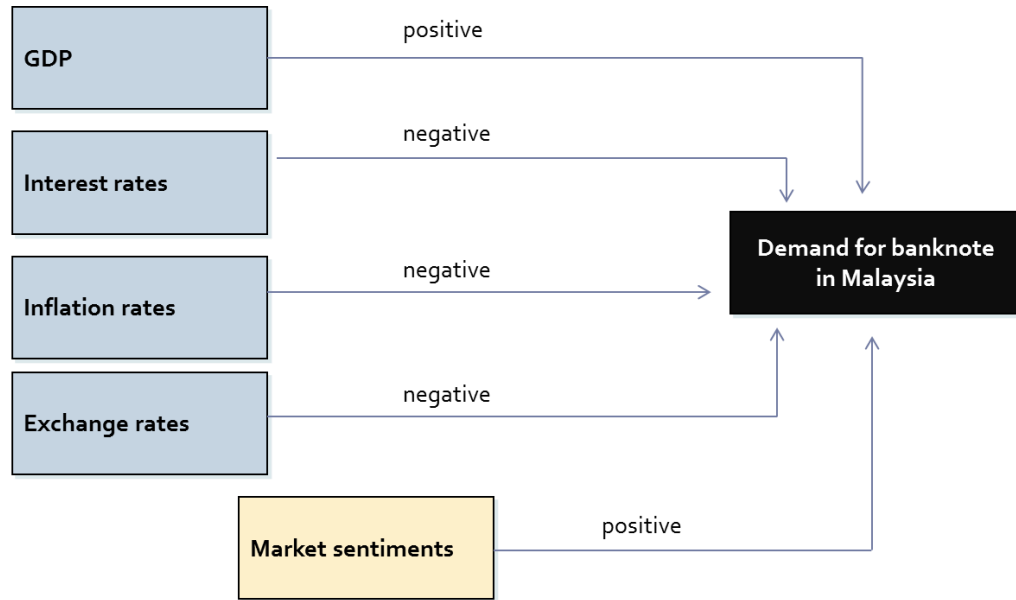 positive
GDP
negative
Interest rates
Demand for banknote
in Malaysia
negative
Inflation rates
negative
Exchange rates
positive
Market sentiments